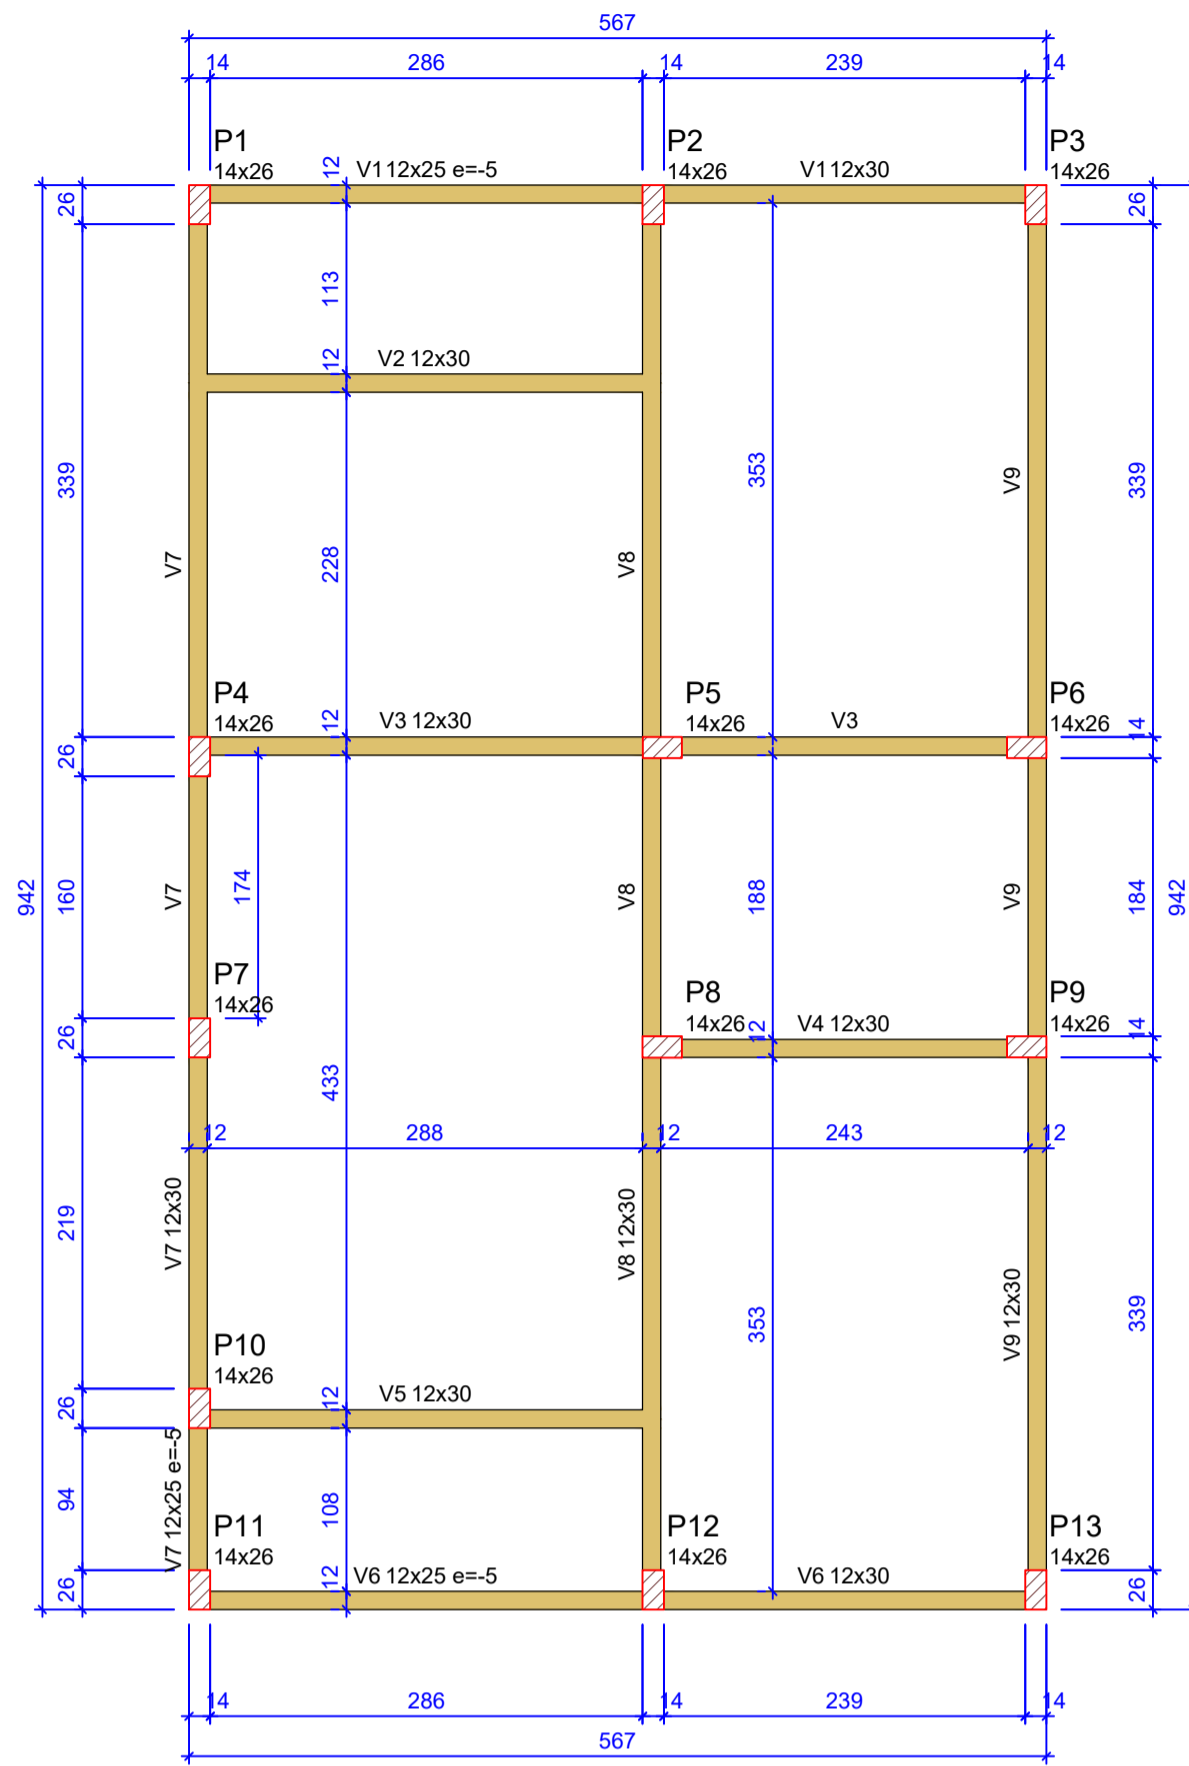 567
14 286 14 239 14
P1 P2 P3
14x26 12 V1 12x25 e=-5 14x26 V1 12x30 14x26
26 26
113
12 V2 12x30
339 353 V9 339
V7 228 V8
P4 P5 P6
14x26 12 V3 12x30 14x26 V3 14x26 14
26
942 160 V7 174 V8 188 V9 184 942
P7
14x26
P8 P9
14x26 12 V4 12x30 14x26 14
26
433
12 288 12 243 12
219 V7 12x30 V8 12x30
353 V9 12x30 339
P10
14x26
26 12 V5 12x30
94 V7 12x25 e=-5 108
P11 P12 P13
14x26 14x26 14x26
26 12 V6 12x25 e=-5 V6 12x30 26
14 286 14 239 14
567